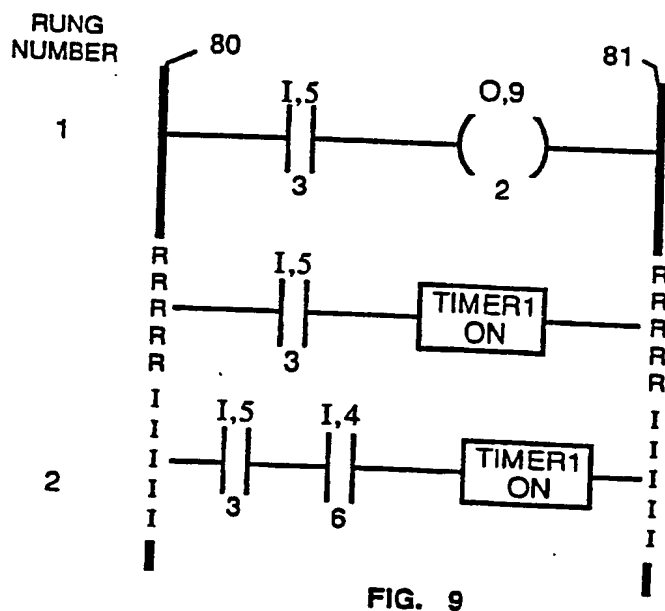 RUNG
NUMBER
80
81
I,5
O,9
1
3
2
R
R
R
R
R
I,5
TIMER1
ON
3
R
R
R
R
R
I
I
I
I
I
2
I,5
I,4
TIMER1
ON
3
6
I
I
I
I
I
FIG. 9